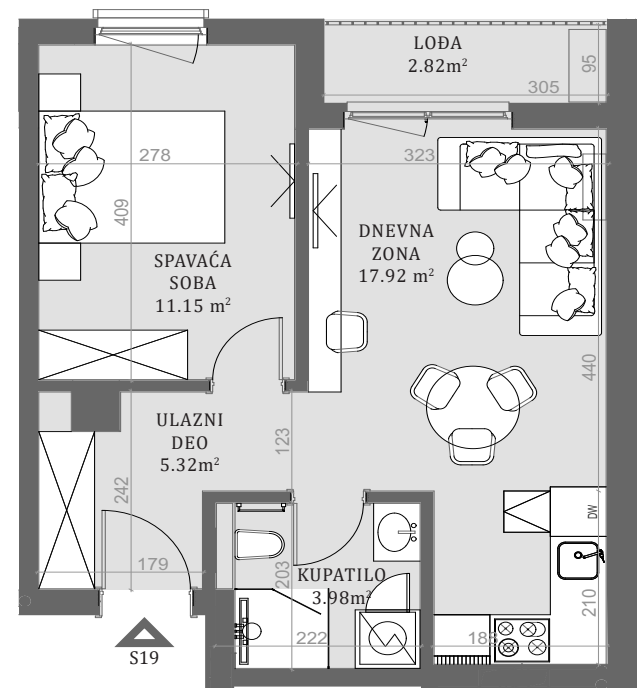 LOĐA
2.82m²
305
95
278
323
409
SPAVAĆA
SOBA
11.15 m²
DNEVNA
ZONA
17.92 m²
440
ULAZNI
DEO
5.32m²
123
242
179
DW
KUPATILO
3.98m²
203
222
185
210
S19